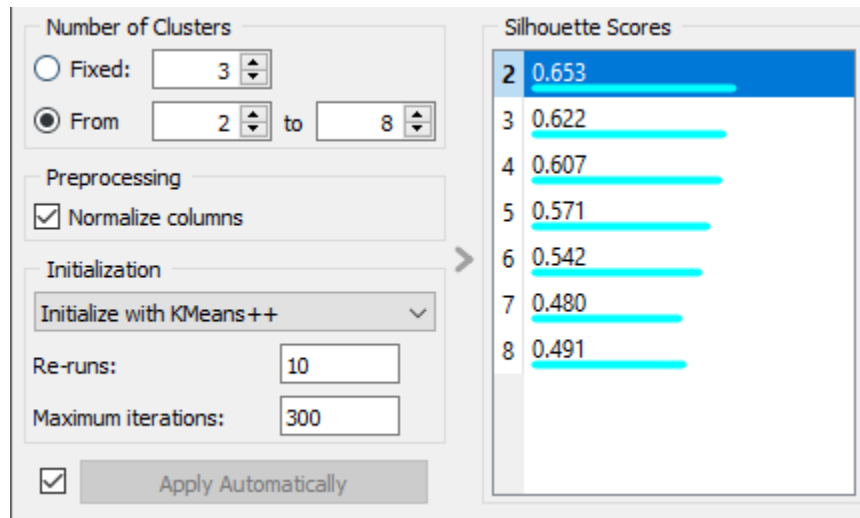 Number of Clusters
Fixed: 3
From 2 to 8
Preprocessing
Normalize columns
Initialization
Initialize with KMeans++
Re-runs: 10
Maximum iterations: 300
Apply Automatically
Silhouette Scores
2 0.653
3 0.622
4 0.607
5 0.571
6 0.542
7 0.480
8 0.491